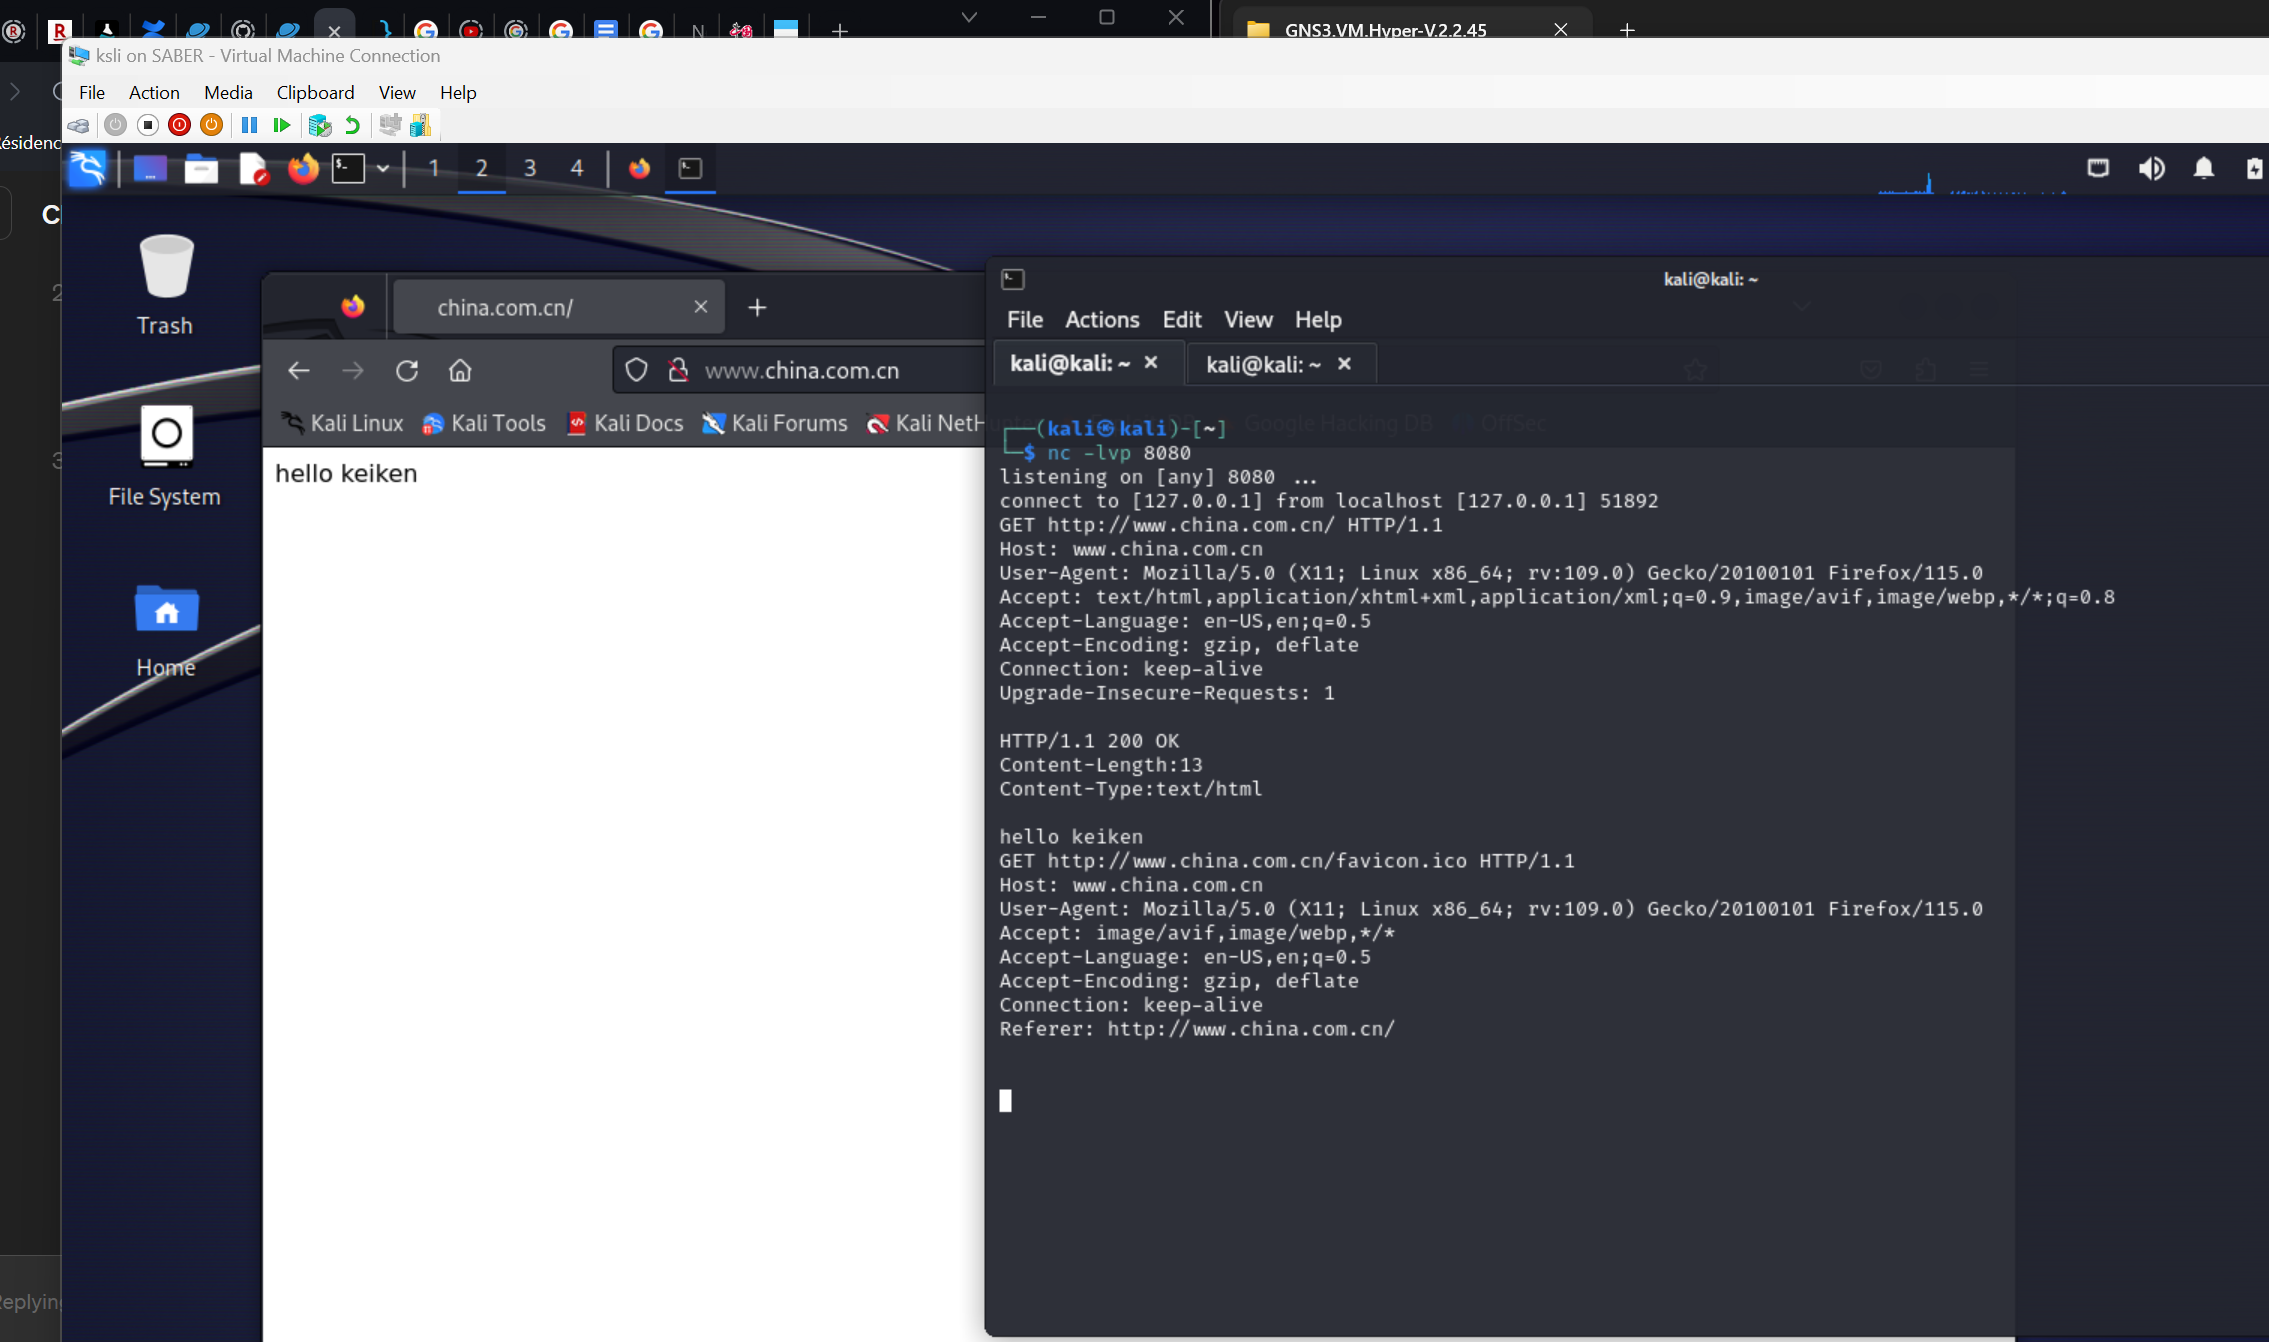 GNS3.VM.Hyper-V.2.2.45
ksli on SABER - Virtual Machine Connection
File Action Media Clipboard View Help
1 2 3 4
Trash
File System
Home
china.com.cn/
www.china.com.cn
Kali Linux Kali Tools Kali Docs Kali Forums Kali NetHunter Google Hacking DB OffSec
hello keiken
kali@kali: ~
File Actions Edit View Help
kali@kali: ~ kali@kali: ~
(kali㉿kali)-[~]
$ nc -lvp 8080
listening on [any] 8080 ...
connect to [127.0.0.1] from localhost [127.0.0.1] 51892
GET http://www.china.com.cn/ HTTP/1.1
Host: www.china.com.cn
User-Agent: Mozilla/5.0 (X11; Linux x86_64; rv:109.0) Gecko/20100101 Firefox/115.0
Accept: text/html,application/xhtml+xml,application/xml;q=0.9,image/avif,image/webp,*/*;q=0.8
Accept-Language: en-US,en;q=0.5
Accept-Encoding: gzip, deflate
Connection: keep-alive
Upgrade-Insecure-Requests: 1
HTTP/1.1 200 OK
Content-Length:13
Content-Type:text/html
hello keiken
GET http://www.china.com.cn/favicon.ico HTTP/1.1
Host: www.china.com.cn
User-Agent: Mozilla/5.0 (X11; Linux x86_64; rv:109.0) Gecko/20100101 Firefox/115.0
Accept: image/avif,image/webp,*/*
Accept-Language: en-US,en;q=0.5
Accept-Encoding: gzip, deflate
Connection: keep-alive
Referer: http://www.china.com.cn/